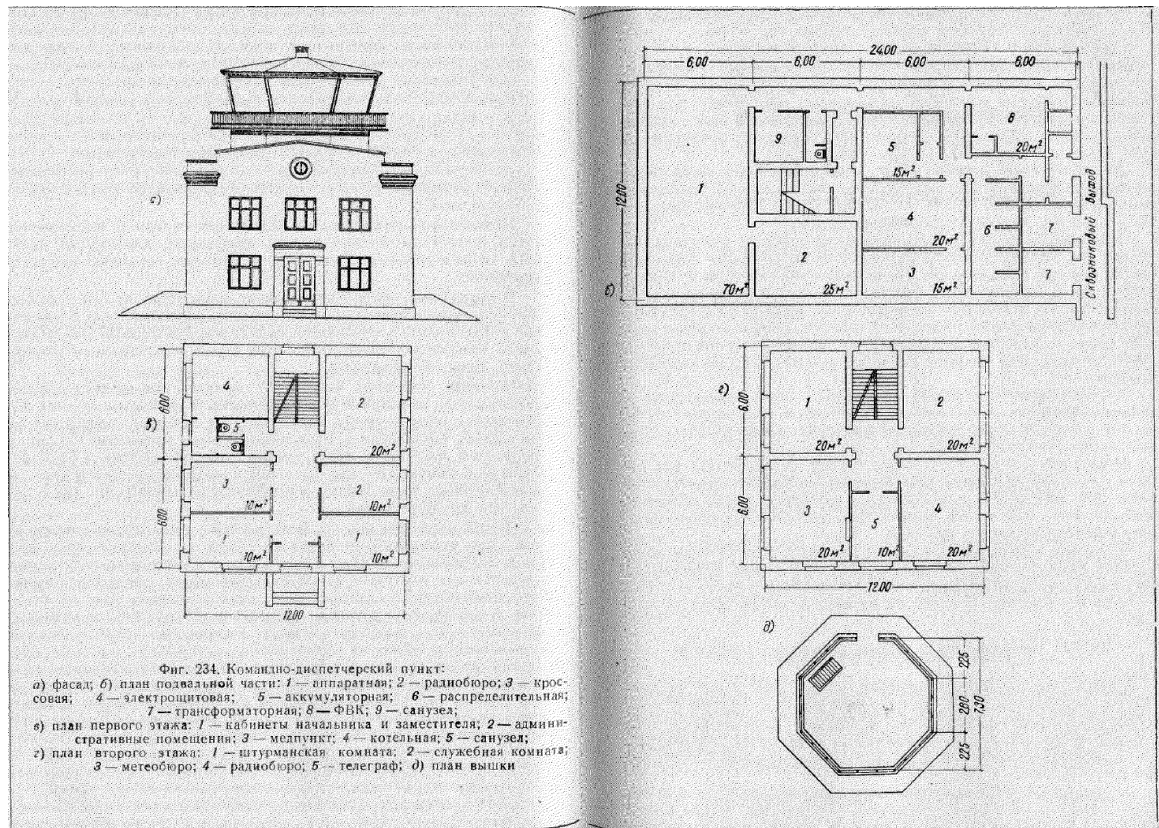 а)
Фиг. 234. Командно-диспетчерский пункт:
а) фасад; б) план подвальной части: 1 — аппаратная; 2 — радиобюро; 3 — крос-
совая; 4 — электрощитовая; 5 — аккумуляторная; 6 — распределительная;
7 — трансформаторная; 8 — ФВК; 9 — санузел;
в) план первого этажа: 1 — кабинеты начальника и заместителя; 2 — админи-
стративные помещения; 3 — медпункт; 4 — котельная; 5 — санузел;
г) план второго этажа: 1 — штурманская комната; 2 — служебная комната;
3 — метеобюро; 4 — радиобюро; 5 — телеграф; д) план вышки
в)
6.00
6.00
4
2
5
20м²
3
2
10м²
10м²
1
1
10м²
10м²
12.00
б)
24.00
6,00
6,00
6,00
6,00
12.00
9
5
8
20м²
15м²
1
4
6
7
2
20м²
3
7
70м²
25м²
15м²
Сквозниковый выход
г)
6,00
6,00
1
2
20м²
20м²
3
5
4
20м²
10м²
20м²
12.00
д)
225
280
730
225